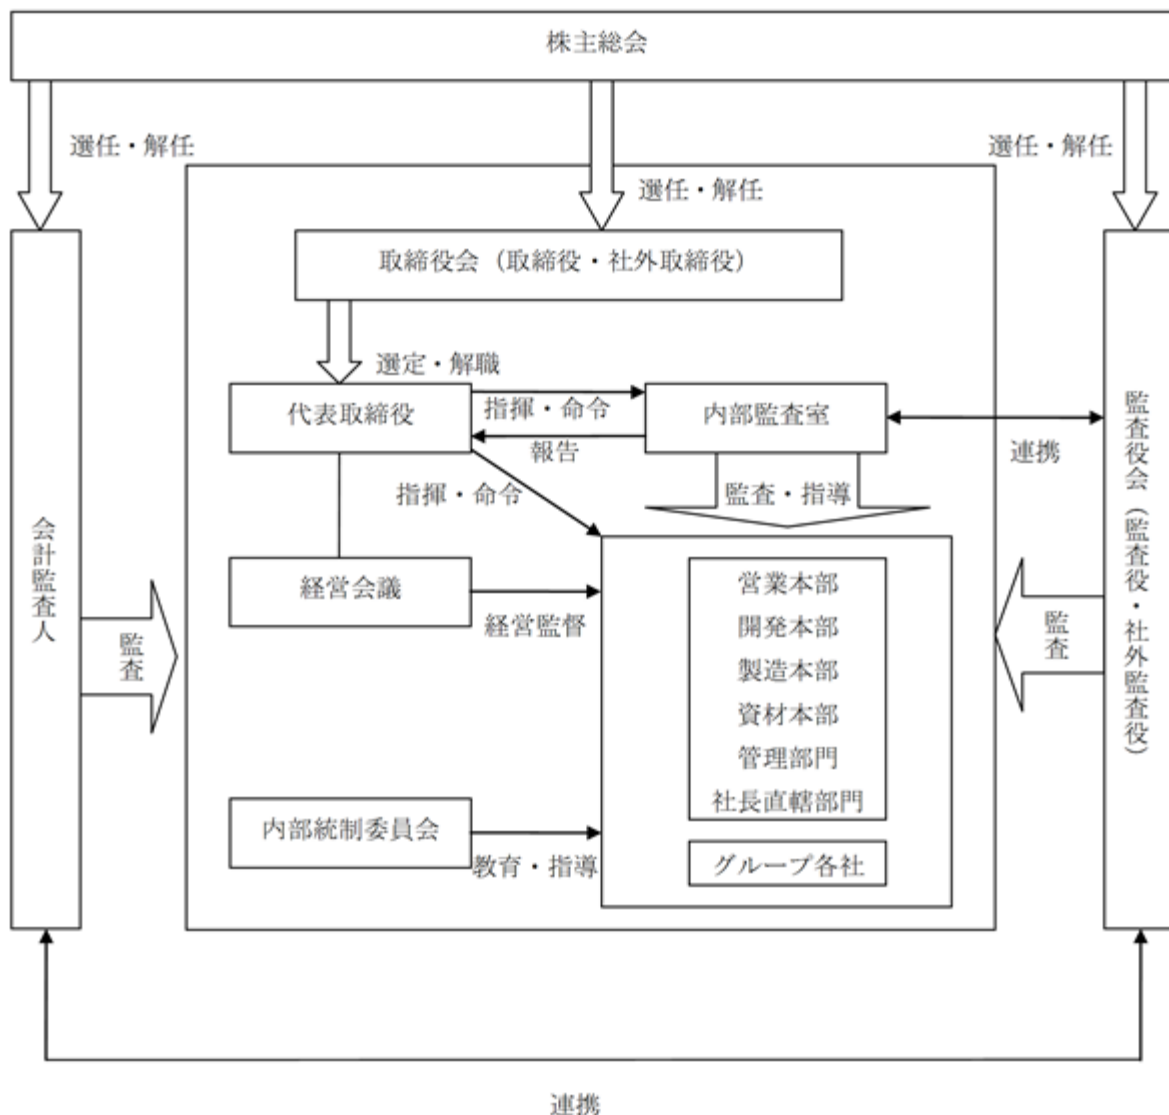 株主総会
選任・解任
選任・解任
選任・解任
取締役会（取締役・社外取締役）
選定・解職
代表取締役
指揮・命令
内部監査室
報告
連携
指揮・命令
監査・指導
会計監査人
監査役会（監査役・社外監査役）
経営会議
経営監督
監査
監査
営業本部
開発本部
製造本部
資材本部
管理部門
社長直轄部門
内部統制委員会
教育・指導
グループ各社
連携